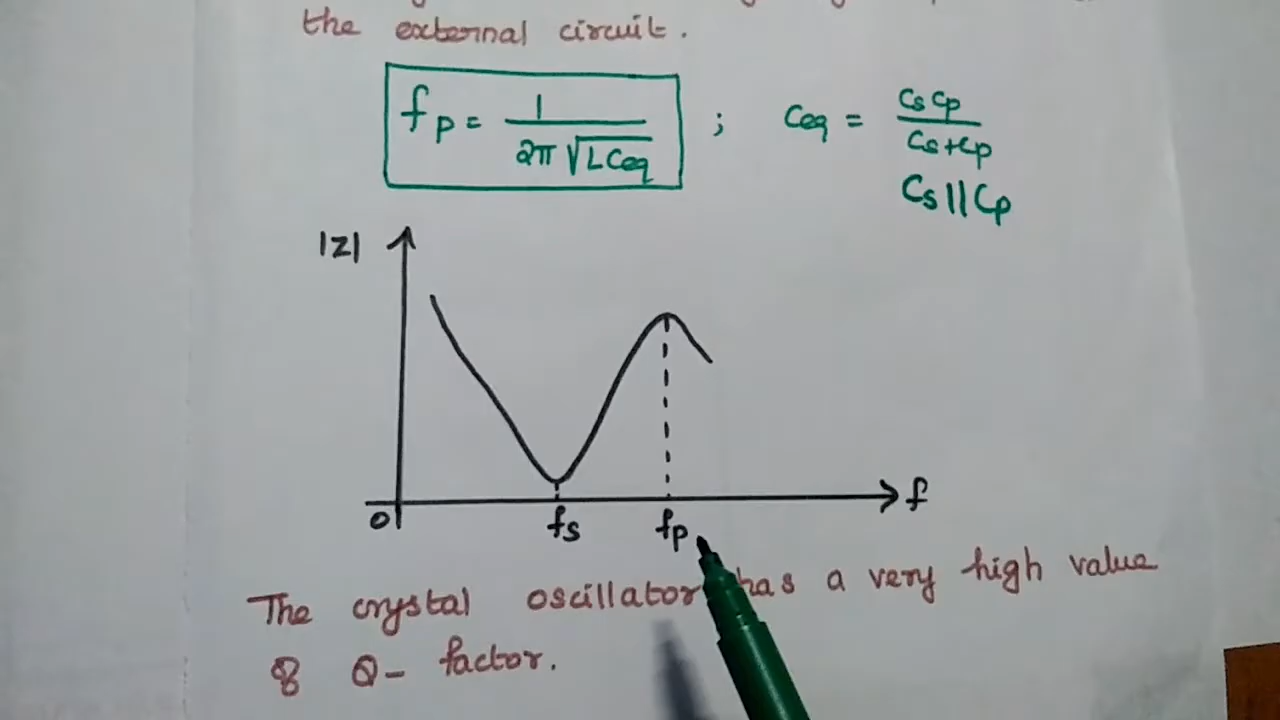 the external circuit.
fp = 1 / 2π √LCeq ; Ceq = CsCp / Cs+Cp
Cs||Cp
|Z|
0 fs fp f
The crystal oscillator has a very high value
of Q- factor.